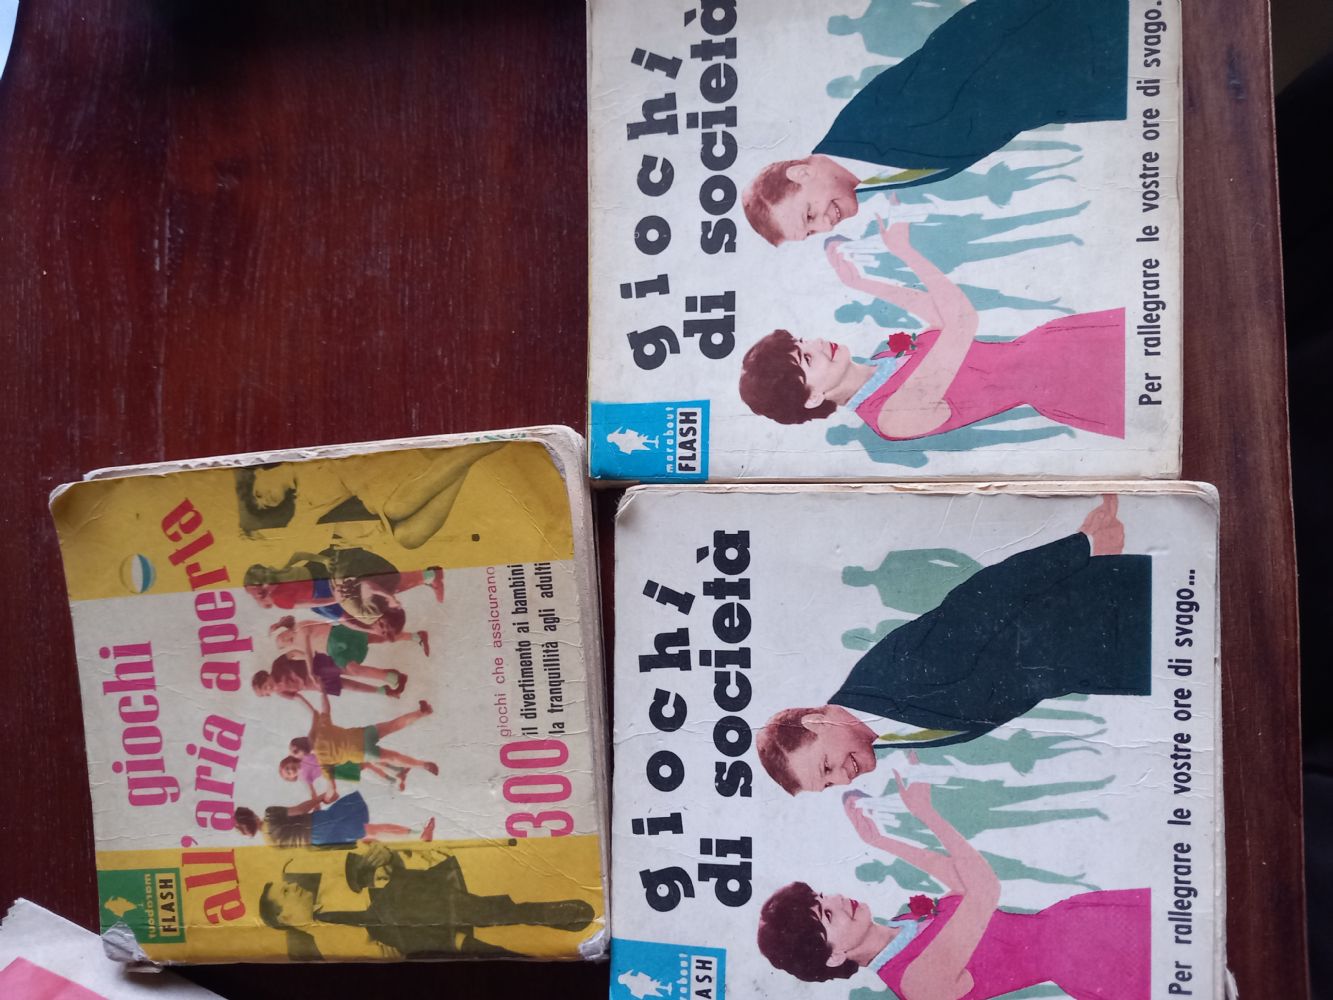 giochi
all'aria aperta
300
giochi che assicurano
il divertimento ai bambini
la tranquillità agli adulti
marabout
FLASH
giochi
di società
Per rallegrare le vostre ore di svago.
marabout
FLASH
giochi
di società
Per rallegrare le vostre ore di svago...